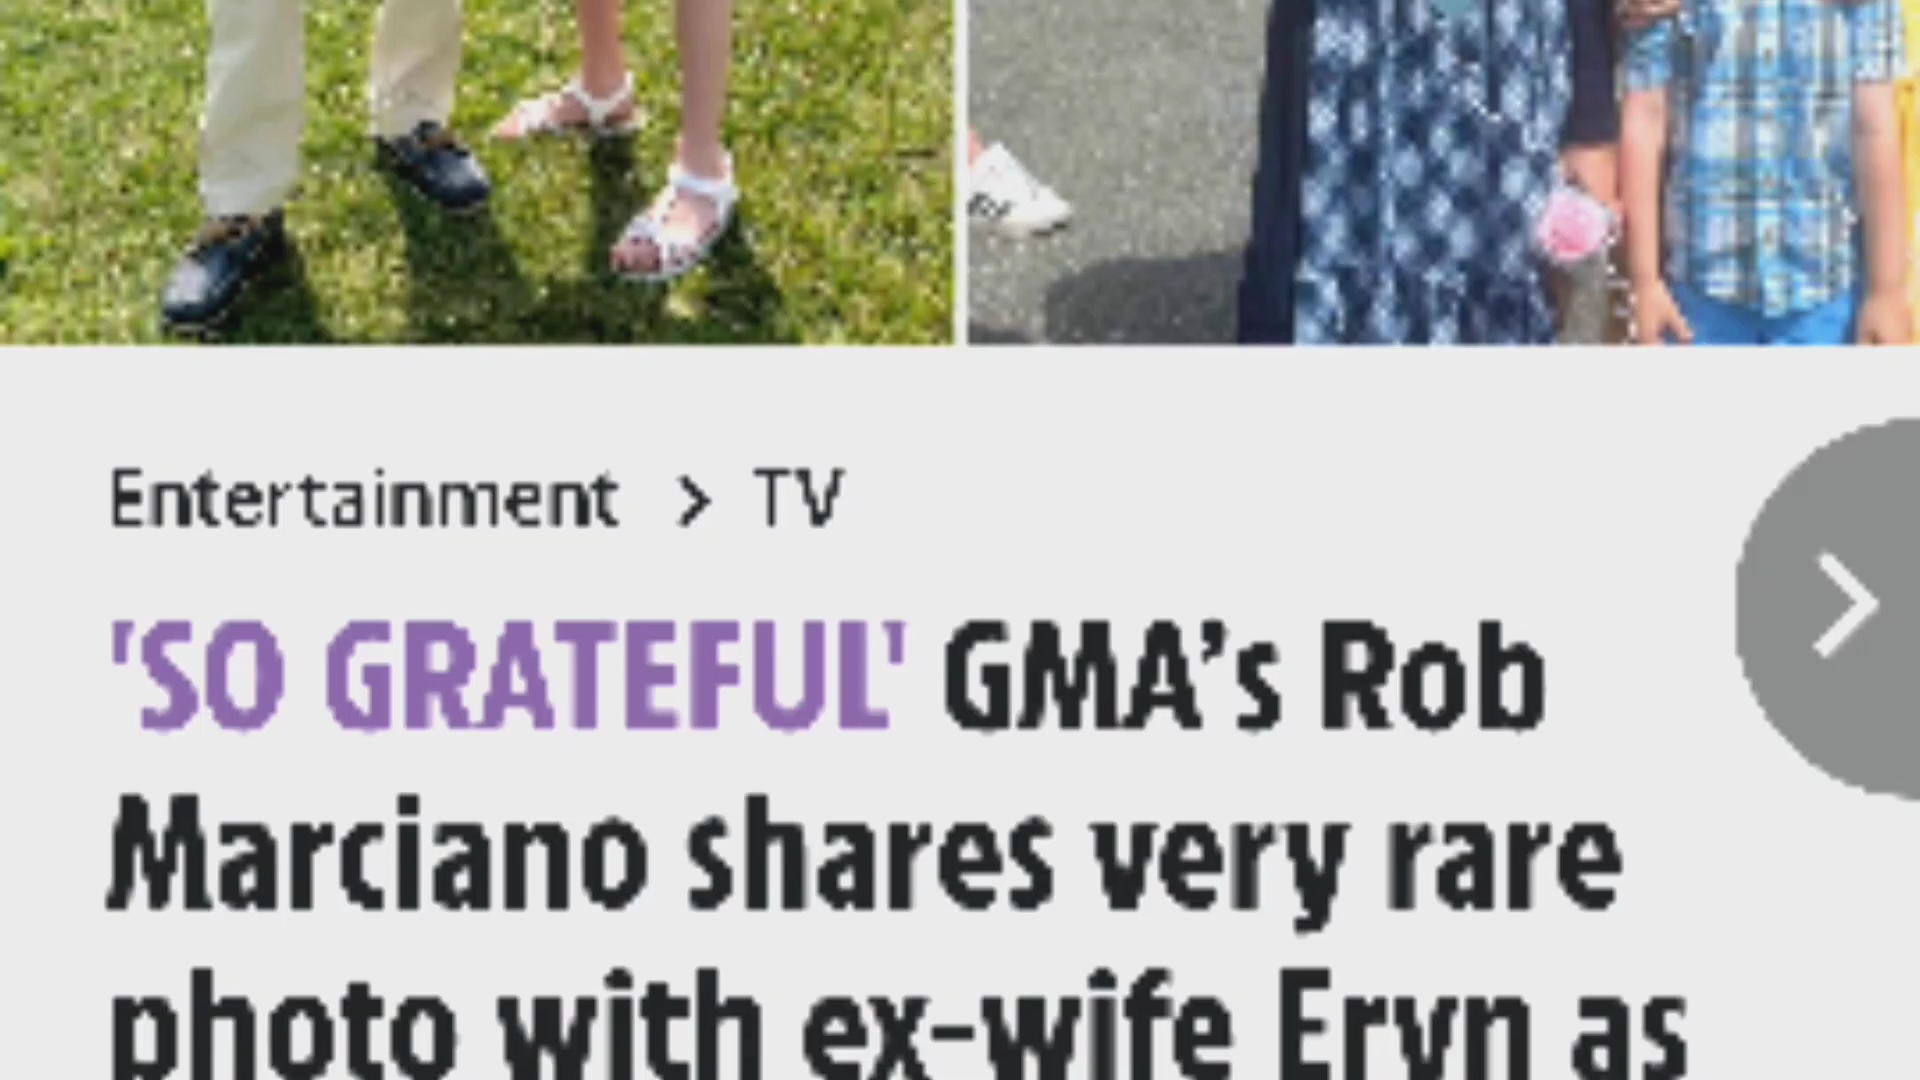 Entertainment > TV
'SO GRATEFUL' GMA’s Rob
Marciano shares very rare
photo with ex-wife Eryn as